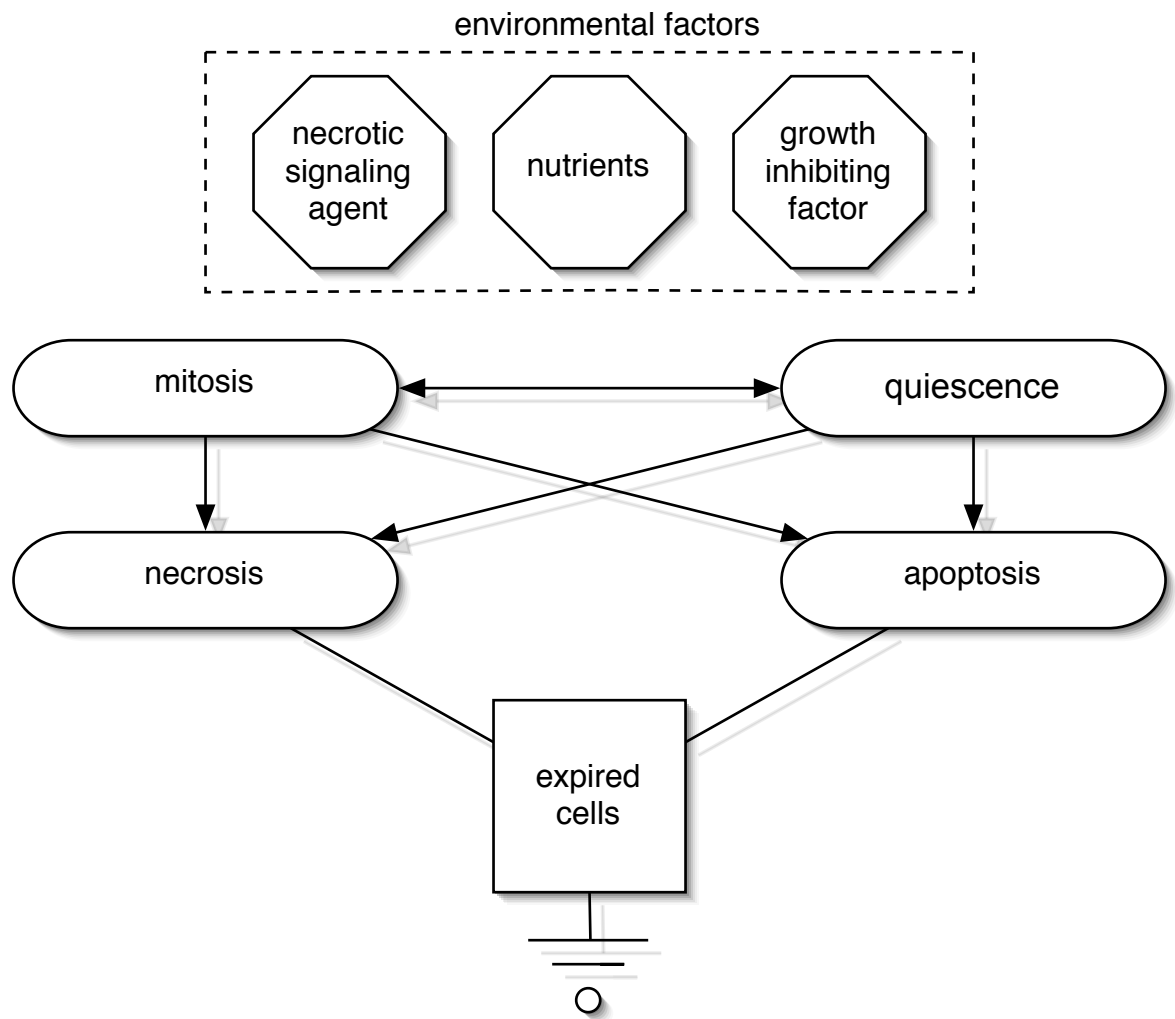 environmental factors
necrotic
signaling
agent
nutrients
growth
inhibiting
factor
mitosis
quiescence
necrosis
apoptosis
expired
cells